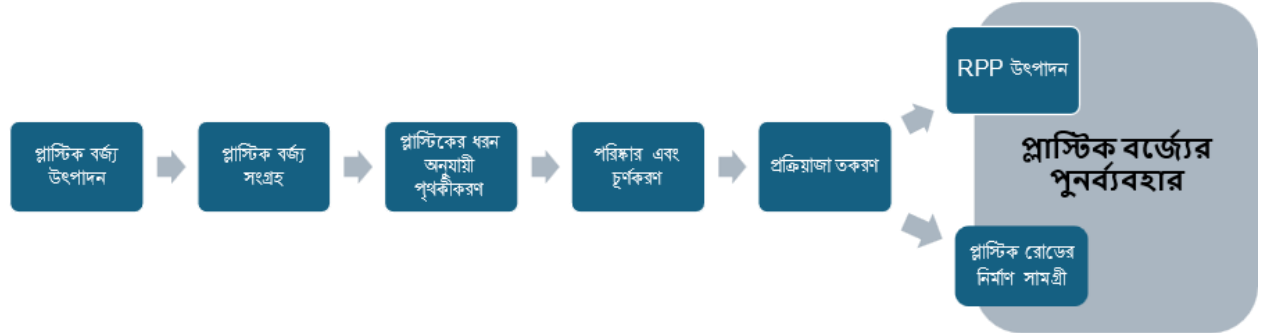 প্লাস্টিক বর্জ্য
উৎপাদন
প্লাস্টিক বর্জ্য
সংগ্রহ
প্লাস্টিকের ধরন
অনুযায়ী
পৃথকীকরণ
পরিষ্কার এবং
চূর্ণকরণ
প্রক্রিয়াজা তকরণ
RPP উৎপাদন
প্লাস্টিক রোডের
নির্মাণ সামগ্রী
প্লাস্টিক বর্জ্যের
পুনর্ব্যবহার